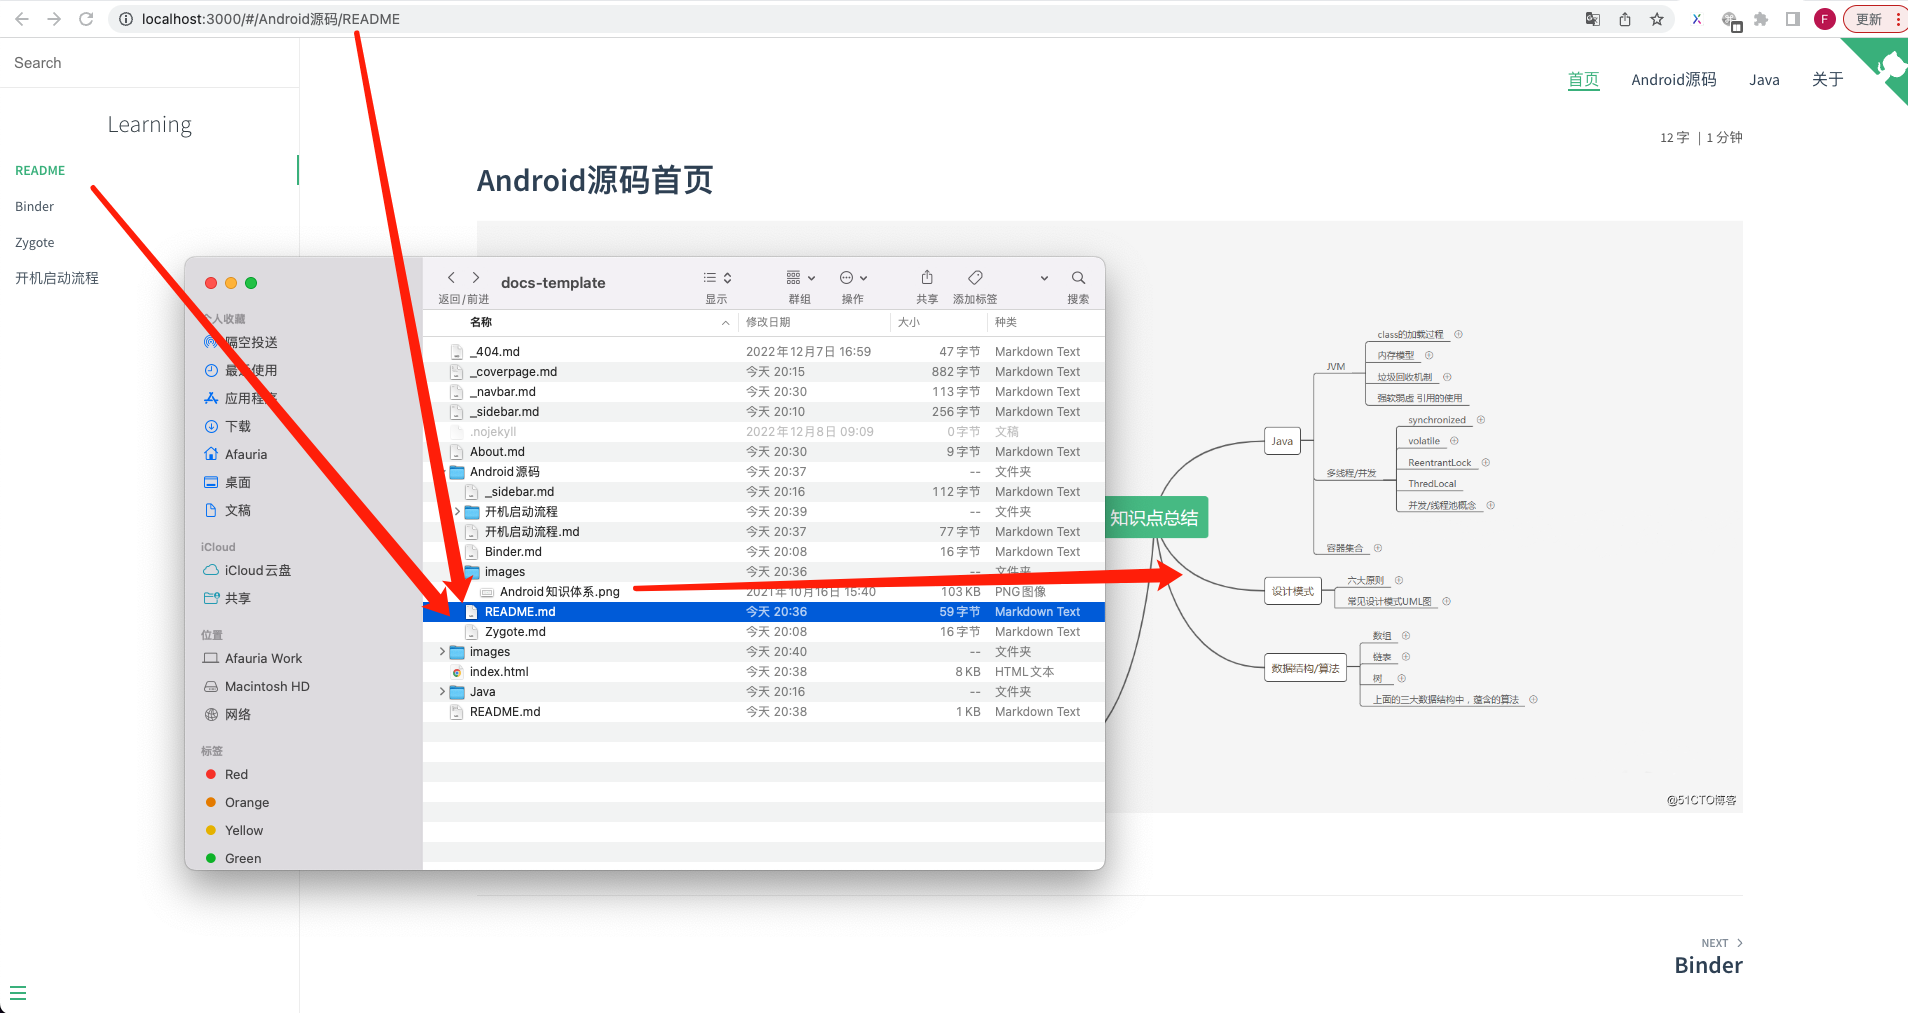 localhost:3000/#/Android源码/README
F
更新
Search
Learning
README
Binder
Zygote
开机启动流程
首页
Android源码
Java
关于
12 字 | 1 分钟
Android源码首页
返回/前进
docs-template
显示
群组
操作
共享
添加标签
搜索
个人收藏
隔空投送
最近使用
应用程序
下载
Afauria
桌面
文稿
iCloud
iCloud云盘
共享
位置
Afauria Work
Macintosh HD
网络
标签
Red
Orange
Yellow
Green
名称 修改日期 大小 种类
_404.md 2022年12月7日 16:59 47 字节 Markdown Text
_coverpage.md 今天 20:15 882 字节 Markdown Text
_navbar.md 今天 20:30 113 字节 Markdown Text
_sidebar.md 今天 20:10 256 字节 Markdown Text
.nojekyll 2022年12月8日 09:09 0 字节 文稿
About.md 今天 20:30 9 字节 Markdown Text
Android源码 今天 20:37 -- 文件夹
_sidebar.md 今天 20:16 112 字节 Markdown Text
开机启动流程 今天 20:39 -- 文件夹
开机启动流程.md 今天 20:37 77 字节 Markdown Text
Binder.md 今天 20:08 16 字节 Markdown Text
images 今天 20:36 -- 文件夹
Android知识体系.png 2021年10月16日 15:40 103 KB PNG图像
README.md 今天 20:36 59 字节 Markdown Text
Zygote.md 今天 20:08 16 字节 Markdown Text
images 今天 20:40 -- 文件夹
index.html 今天 20:38 8 KB HTML文本
Java 今天 20:16 -- 文件夹
README.md 今天 20:38 1 KB Markdown Text
知识点总结
Java
JVM
class的加载过程
内存模型
垃圾回收机制
强软弱虚 引用的使用
多线程/并发
synchronized
volatile
ReentrantLock
ThredLocal
并发/线程池概念
容器集合
设计模式
六大原则
常见设计模式UML图
数据结构/算法
数组
链表
树
上面的三大数据结构中，蕴含的算法
@51CTO博客
NEXT
Binder